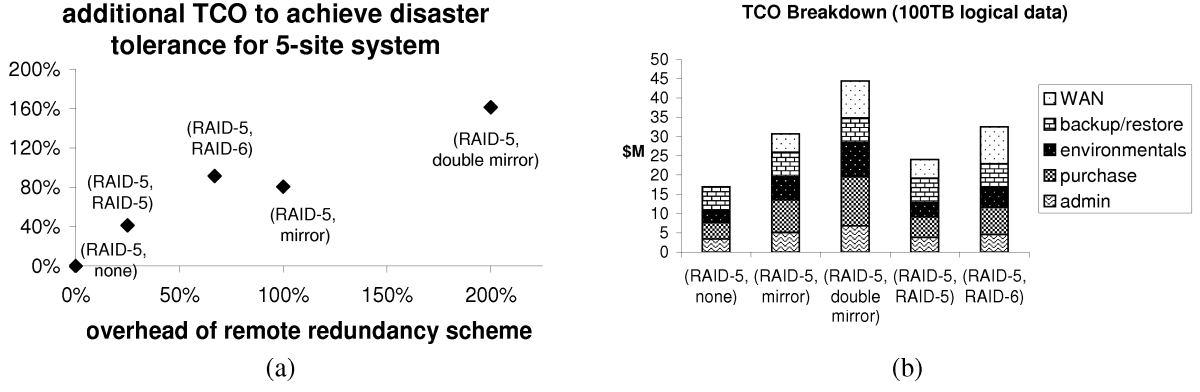 additional TCO to achieve disaster
tolerance for 5-site system
200%
160%
120%
80%
40%
0%
(RAID-5,
double mirror)
(RAID-5,
RAID-6)
(RAID-5,
RAID-5)
(RAID-5,
mirror)
(RAID-5,
none)
0%
50%
100%
150%
200%
overhead of remote redundancy scheme
(a)
TCO Breakdown (100TB logical data)
$M
50
45
40
35
30
25
20
15
10
5
0
(RAID-5,
none)
(RAID-5,
mirror)
(RAID-5,
double
mirror)
(RAID-5,
RAID-5)
(RAID-5,
RAID-6)
WAN
backup/restore
environmentals
purchase
admin
(b)